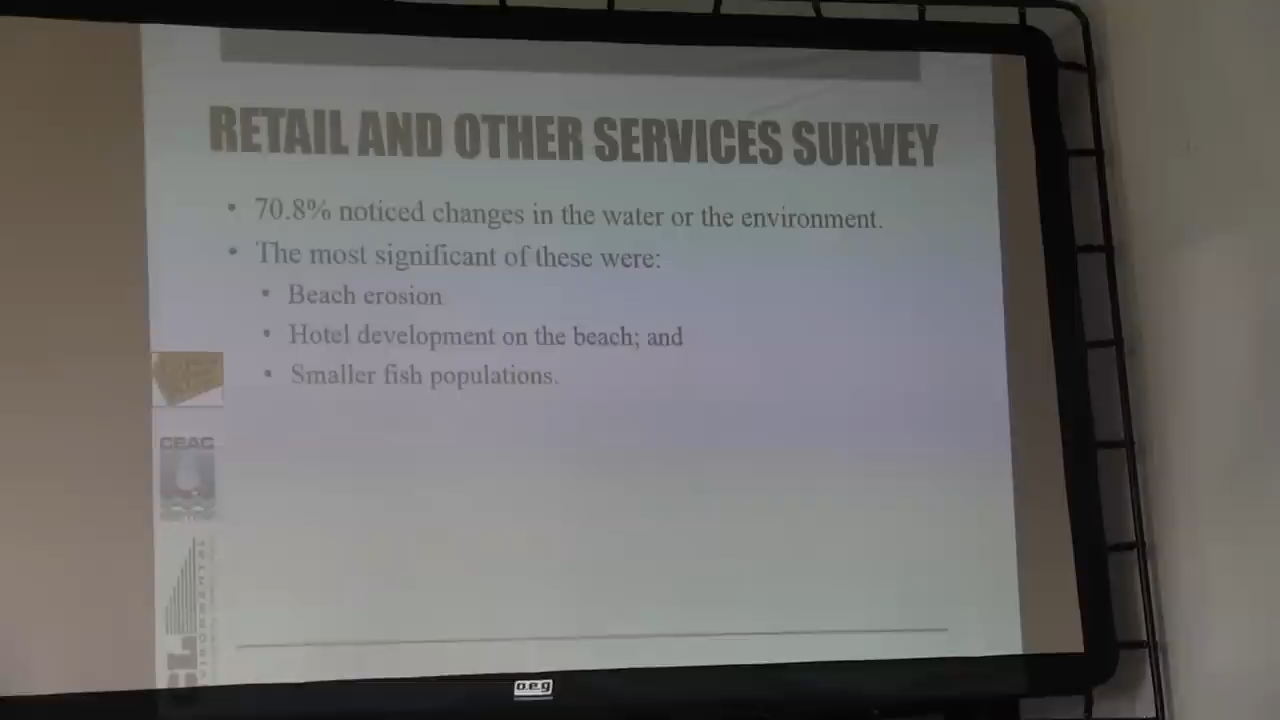 RETAIL AND OTHER SERVICES SURVEY
• 70.8% noticed changes in the water or the environment.
• The most significant of these were:
• Beach erosion
• Hotel development on the beach; and
• Smaller fish populations.
CEAC
oeg